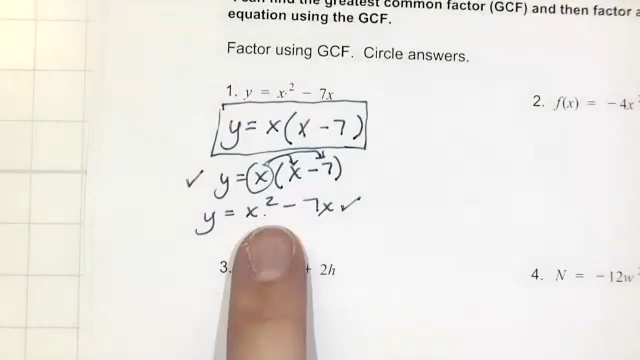 find the greatest common factor (GCF) and then factor
equation using the GCF.
Factor using GCF. Circle answers.
1. y = x² − 7x
y = x(x − 7)
✓ y = x(x − 7)
y = x² − 7x ✓
2. f(x) = −4x
3. + 2h
4. N = −12w